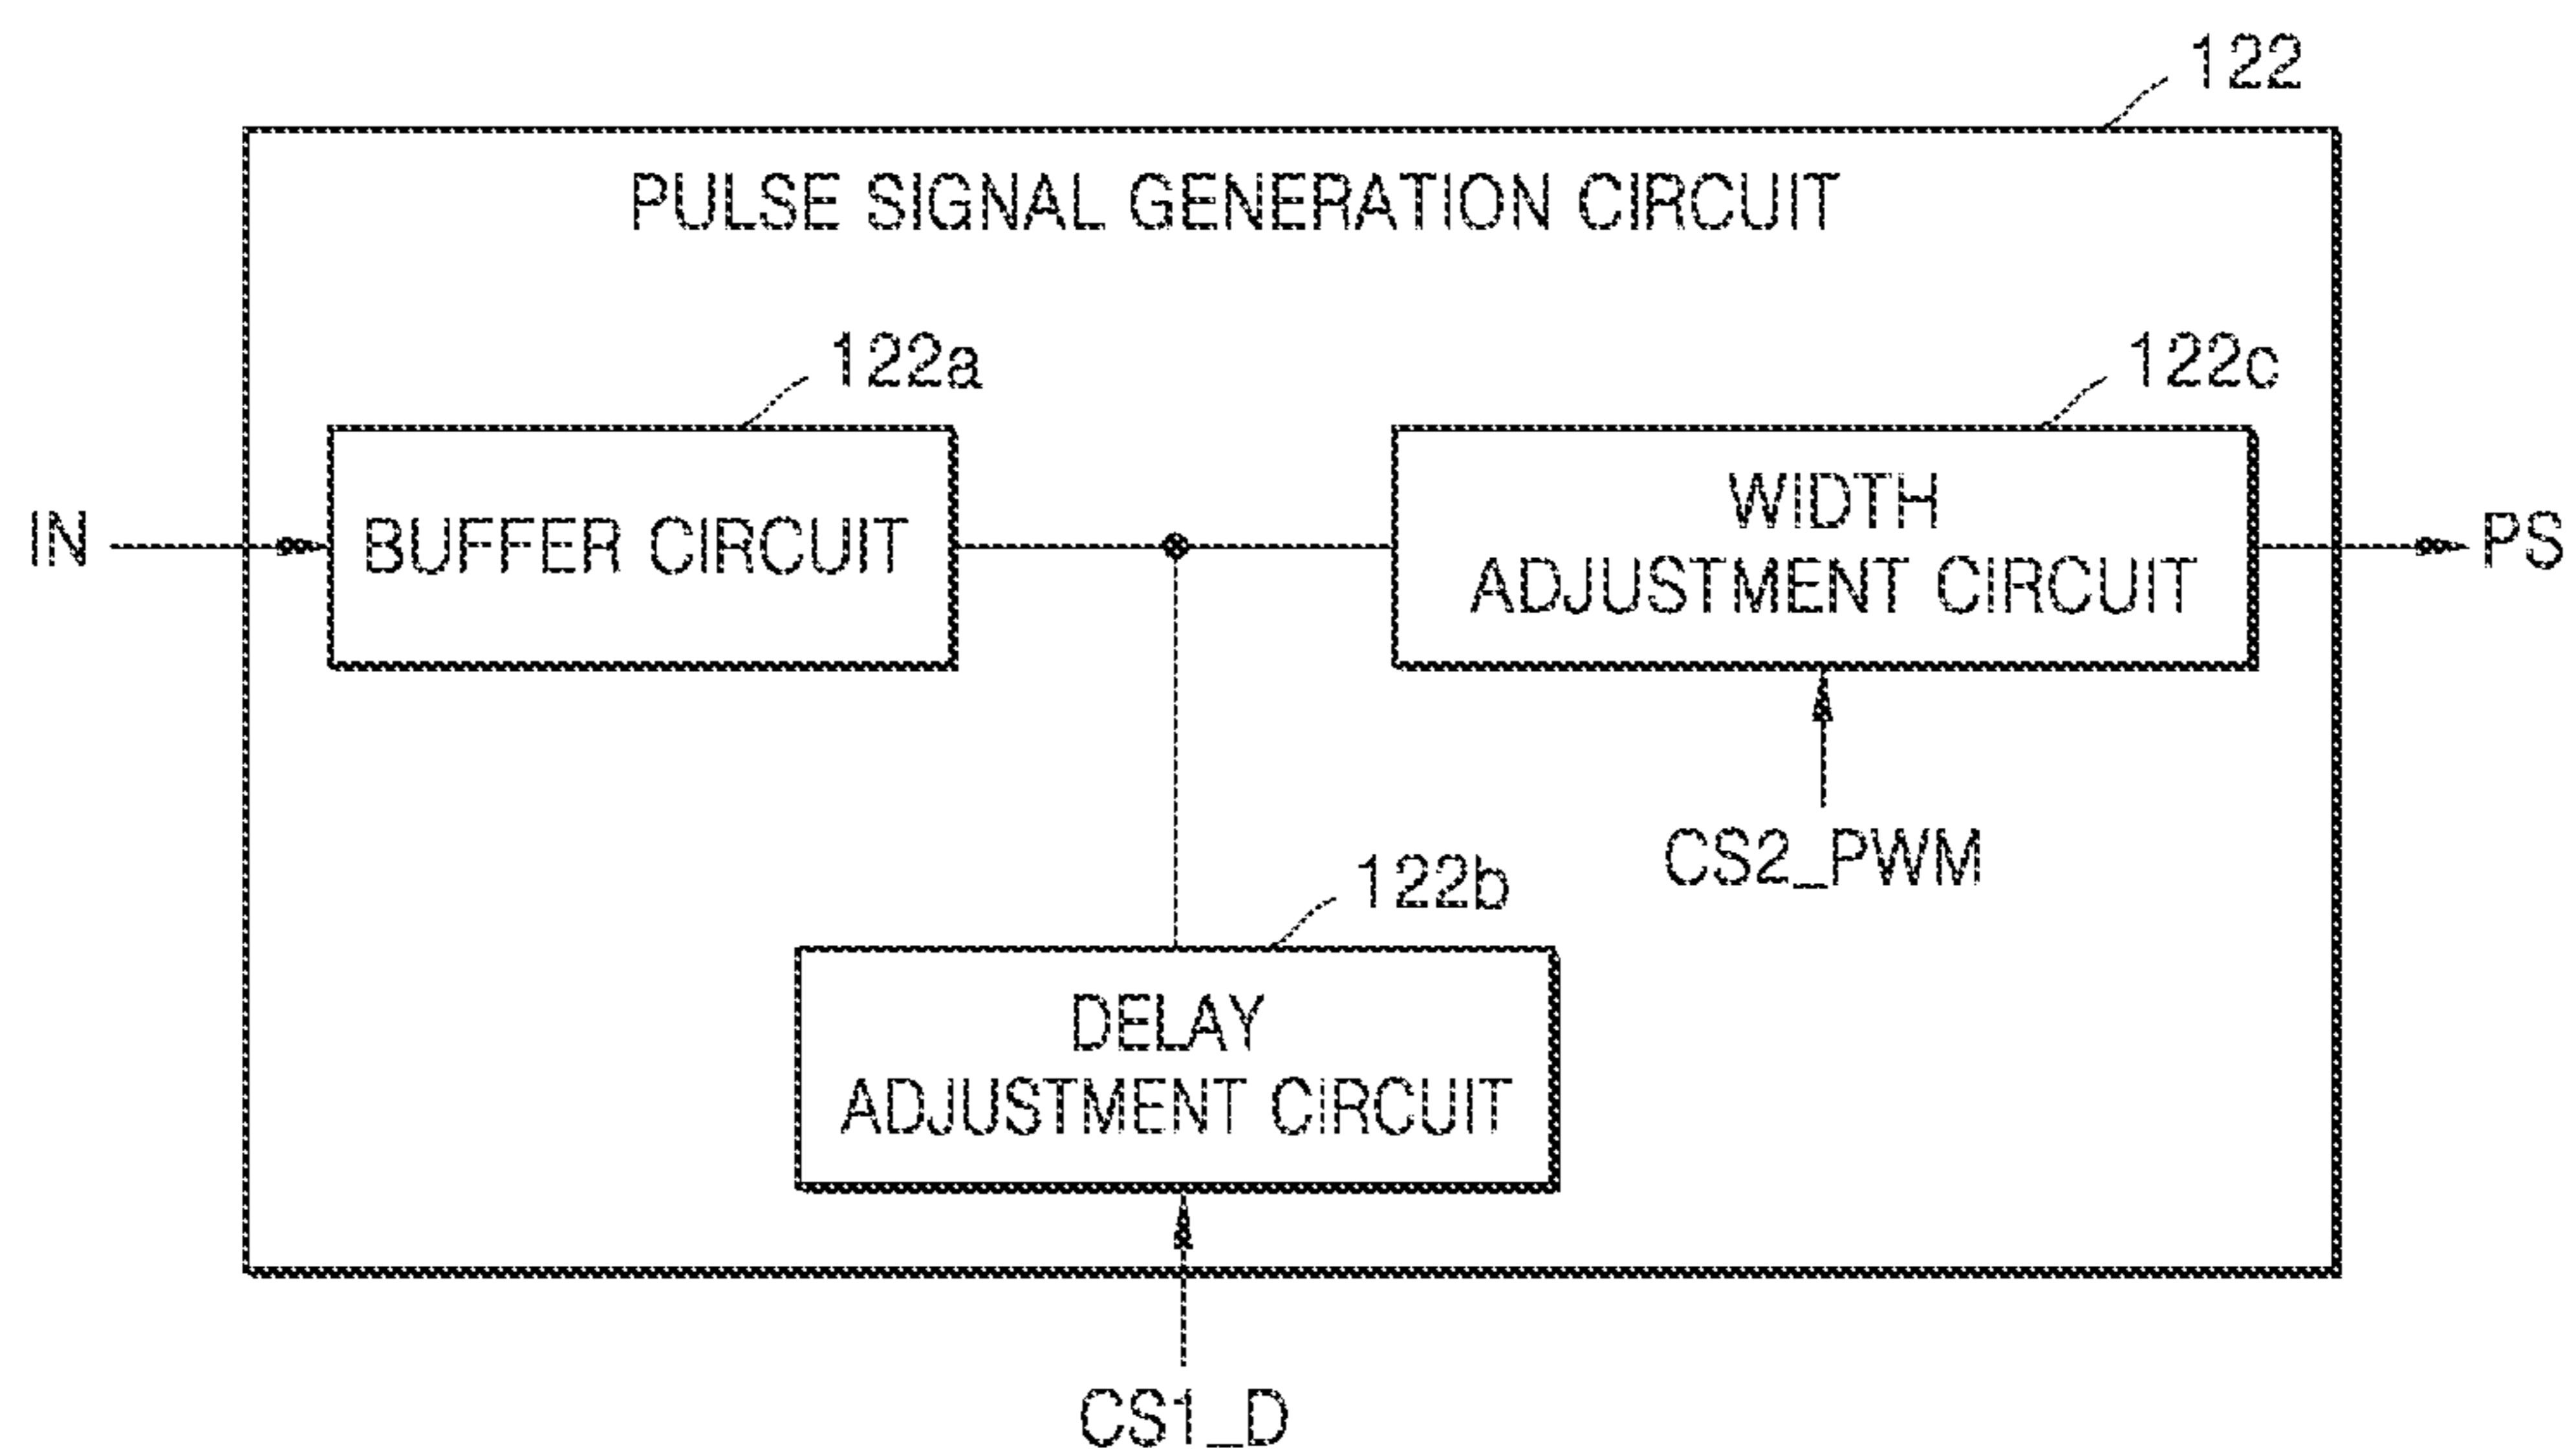 122
PULSE SIGNAL GENERATION CIRCUIT
122a
122c
IN
BUFFER CIRCUIT
WIDTH
ADJUSTMENT CIRCUIT
PS
CS2_PWM
122b
DELAY
ADJUSTMENT CIRCUIT
CS1_D